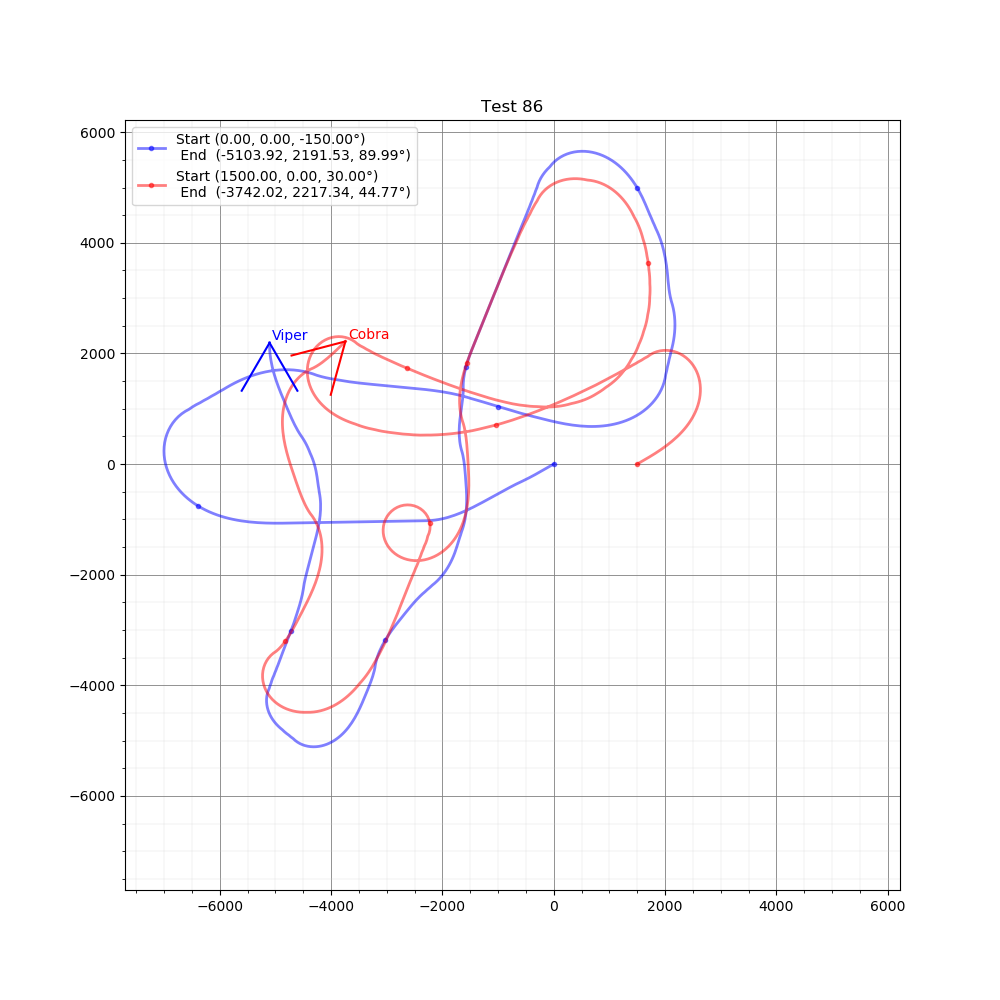 Test 86
Start (0.00, 0.00, -150.00°)
End (-5103.92, 2191.53, 89.99°)
Start (1500.00, 0.00, 30.00°)
End (-3742.02, 2217.34, 44.77°)
6000
4000
2000
0
−2000
−4000
−6000
Viper
Cobra
−6000 −4000 −2000 0 2000 4000 6000